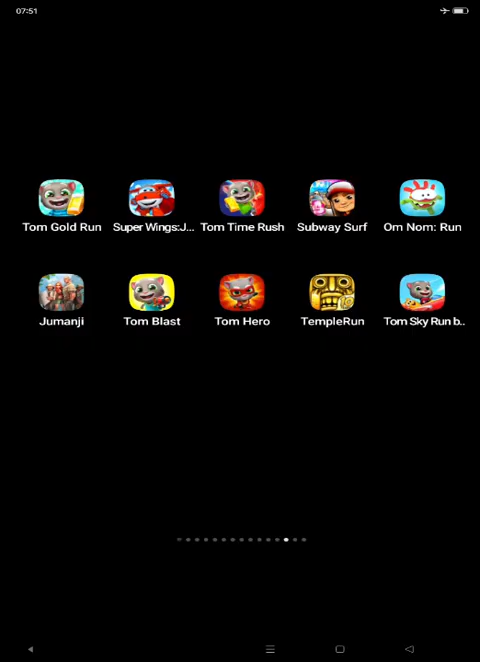 07:51
Tom Gold Run
Super Wings:J...
Tom Time Rush
Subway Surf
Om Nom: Run
Jumanji
Tom Blast
Tom Hero
TempleRun
Tom Sky Run b..